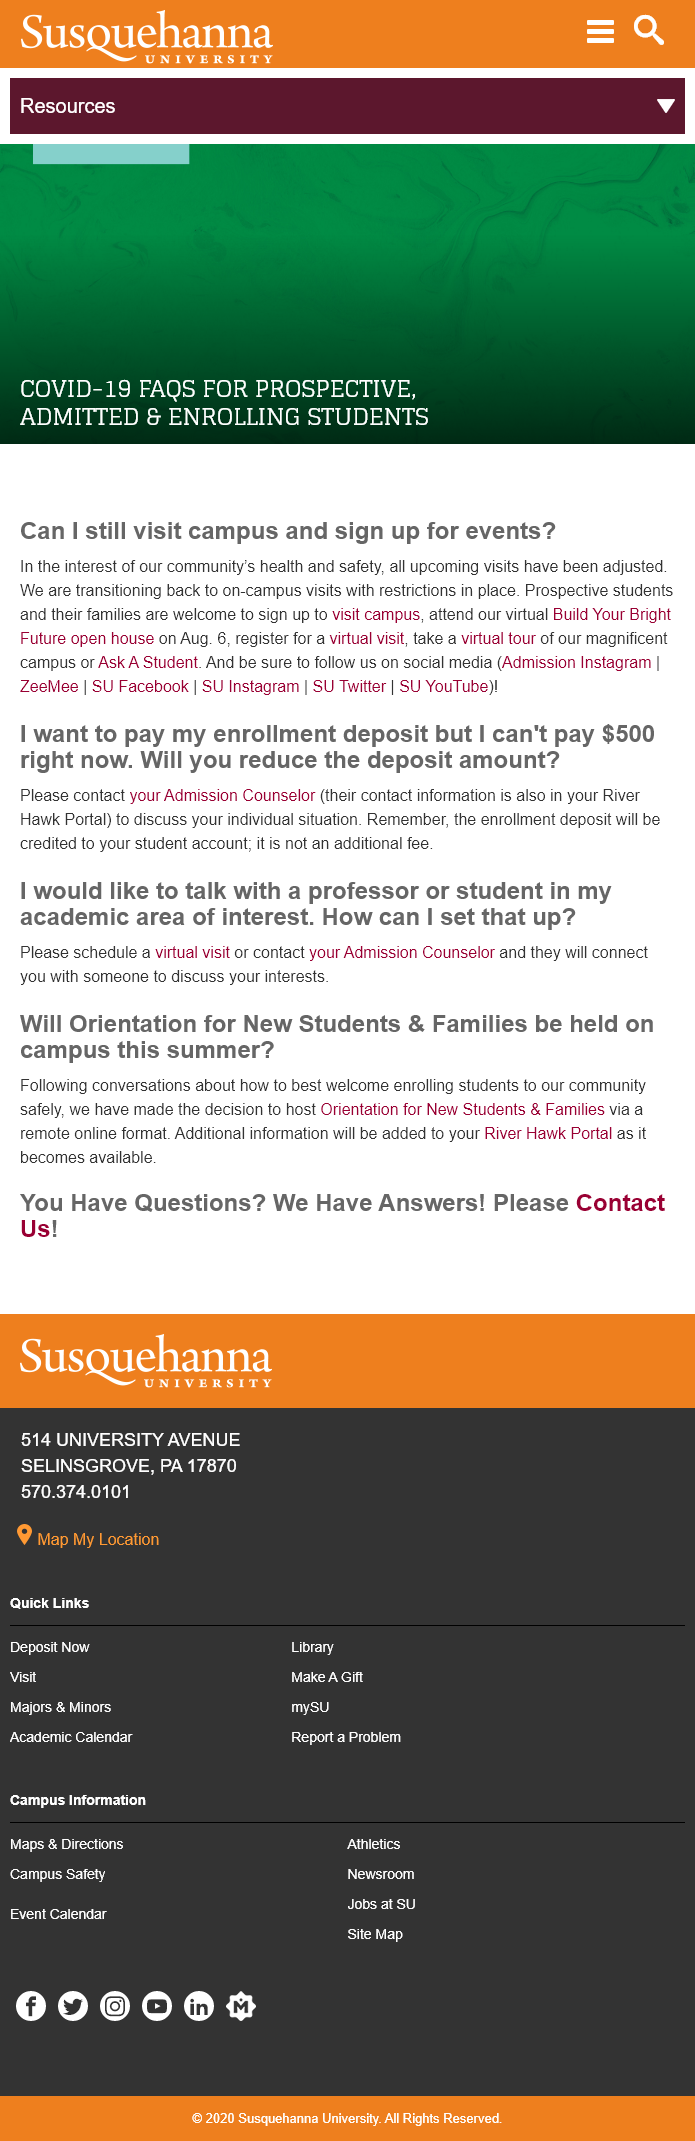 Susquehanna
UNIVERSITY
Resources
COVID-19 FAQS FOR PROSPECTIVE,
ADMITTED & ENROLLING STUDENTS
Can I still visit campus and sign up for events?
In the interest of our community’s health and safety, all upcoming visits have been adjusted.
We are transitioning back to on-campus visits with restrictions in place. Prospective students
and their families are welcome to sign up to visit campus, attend our virtual Build Your Bright
Future open house on Aug. 6, register for a virtual visit, take a virtual tour of our magnificent
campus or Ask A Student. And be sure to follow us on social media (Admission Instagram |
ZeeMee | SU Facebook | SU Instagram | SU Twitter | SU YouTube)!
I want to pay my enrollment deposit but I can't pay $500
right now. Will you reduce the deposit amount?
Please contact your Admission Counselor (their contact information is also in your River
Hawk Portal) to discuss your individual situation. Remember, the enrollment deposit will be
credited to your student account; it is not an additional fee.
I would like to talk with a professor or student in my
academic area of interest. How can I set that up?
Please schedule a virtual visit or contact your Admission Counselor and they will connect
you with someone to discuss your interests.
Will Orientation for New Students & Families be held on
campus this summer?
Following conversations about how to best welcome enrolling students to our community
safely, we have made the decision to host Orientation for New Students & Families via a
remote online format. Additional information will be added to your River Hawk Portal as it
becomes available.
You Have Questions? We Have Answers! Please Contact
Us!
Susquehanna
UNIVERSITY
514 UNIVERSITY AVENUE
SELINSGROVE, PA 17870
570.374.0101
Map My Location
Quick Links
Deposit Now
Visit
Majors & Minors
Academic Calendar
Library
Make A Gift
mySU
Report a Problem
Campus Information
Maps & Directions
Campus Safety
Event Calendar
Athletics
Newsroom
Jobs at SU
Site Map
© 2020 Susquehanna University. All Rights Reserved.